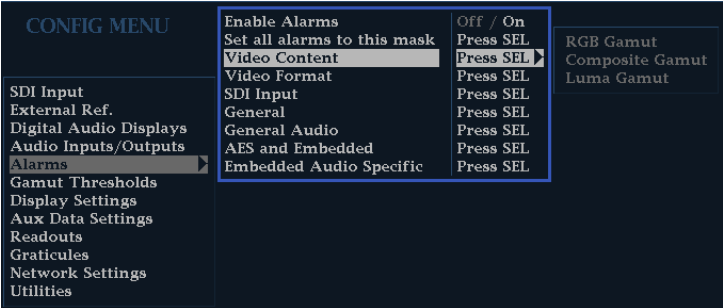 CONFIG MENU
SDI Input
External Ref.
Digital Audio Displays
Audio Inputs/Outputs
Alarms
Gamut Thresholds
Display Settings
Aux Data Settings
Readouts
Graticules
Network Settings
Utilities
Enable Alarms Off / On
Set all alarms to this mask Press SEL
Video Content Press SEL
Video Format Press SEL
SDI Input Press SEL
General Press SEL
General Audio Press SEL
AES and Embedded Press SEL
Embedded Audio Specific Press SEL
RGB Gamut
Composite Gamut
Luma Gamut